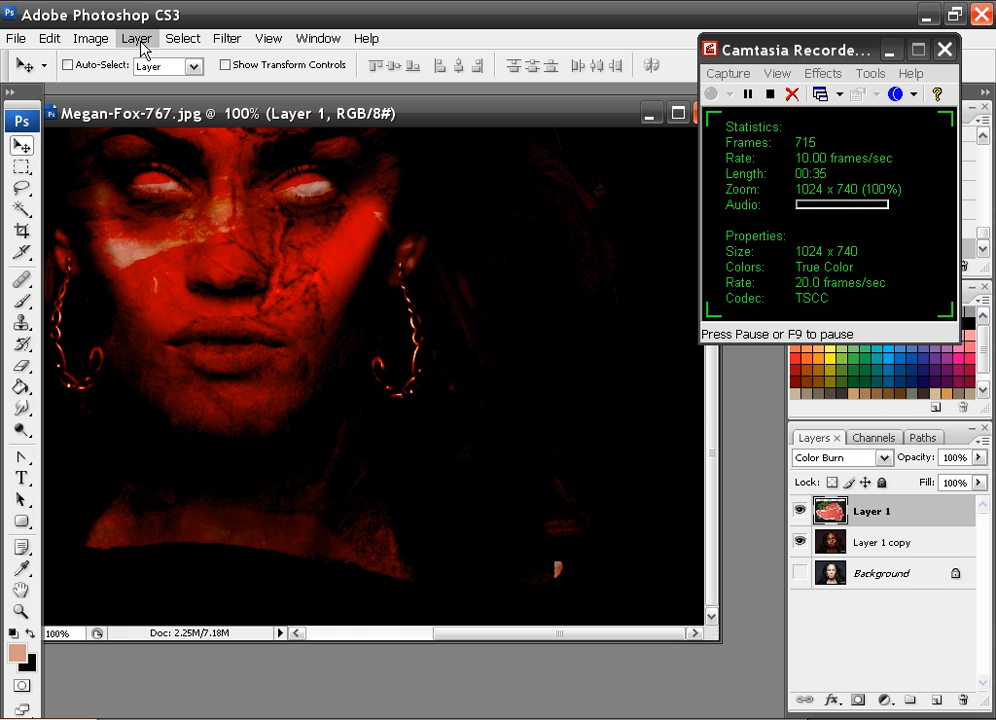 Ps Adobe Photoshop CS3
File Edit Image Layer Select Filter View Window Help
Auto-Select: Layer Show Transform Controls
Ps
Megan-Fox-767.jpg @ 100% (Layer 1, RGB/8#)
T
100% Doc: 2.25M/7.18M
Camtasia Recorde...
Capture View Effects Tools Help
Statistics:
Frames: 715
Rate: 10.00 frames/sec
Length: 00:35
Zoom: 1024 x 740 (100%)
Audio:
Properties:
Size: 1024 x 740
Colors: True Color
Rate: 20.0 frames/sec
Codec: TSCC
Press Pause or F9 to pause
Layers × Channels Paths
Color Burn Opacity: 100%
Lock: Fill: 100%
Layer 1
Layer 1 copy
Background
fx.